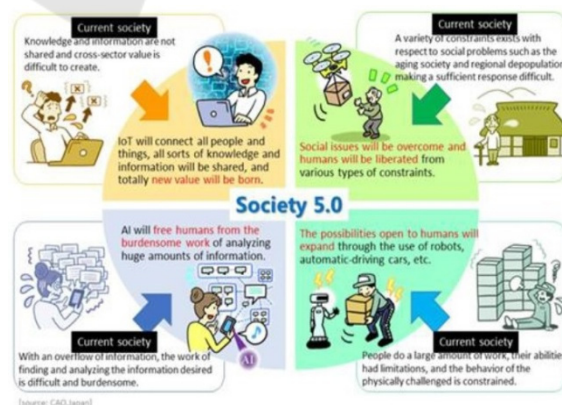 Current society
Knowledge and information are not
shared and cross-sector value is
difficult to create.
IoT will connect all people and
things, all sorts of knowledge and
information will be shared, and
totally new value will be born.
Current society
A variety of constraints exists with
respect to social problems such as the
aging society and regional depopulation,
making a sufficient response difficult.
Social issues will be overcome and
humans will be liberated from
various types of constraints.
Society 5.0
AI will free humans from the
burdensome work of analyzing
huge amounts of information.
AI
Current society
With an overflow of information, the work of
finding and analyzing the information desired
is difficult and burdensome.
The possibilities open to humans will
expand through the use of robots,
automatic-driving cars, etc.
Current society
People do a large amount of work, their abilities
had limitations, and the behavior of the
physically challenged is constrained.
[source: CAO,Japan]